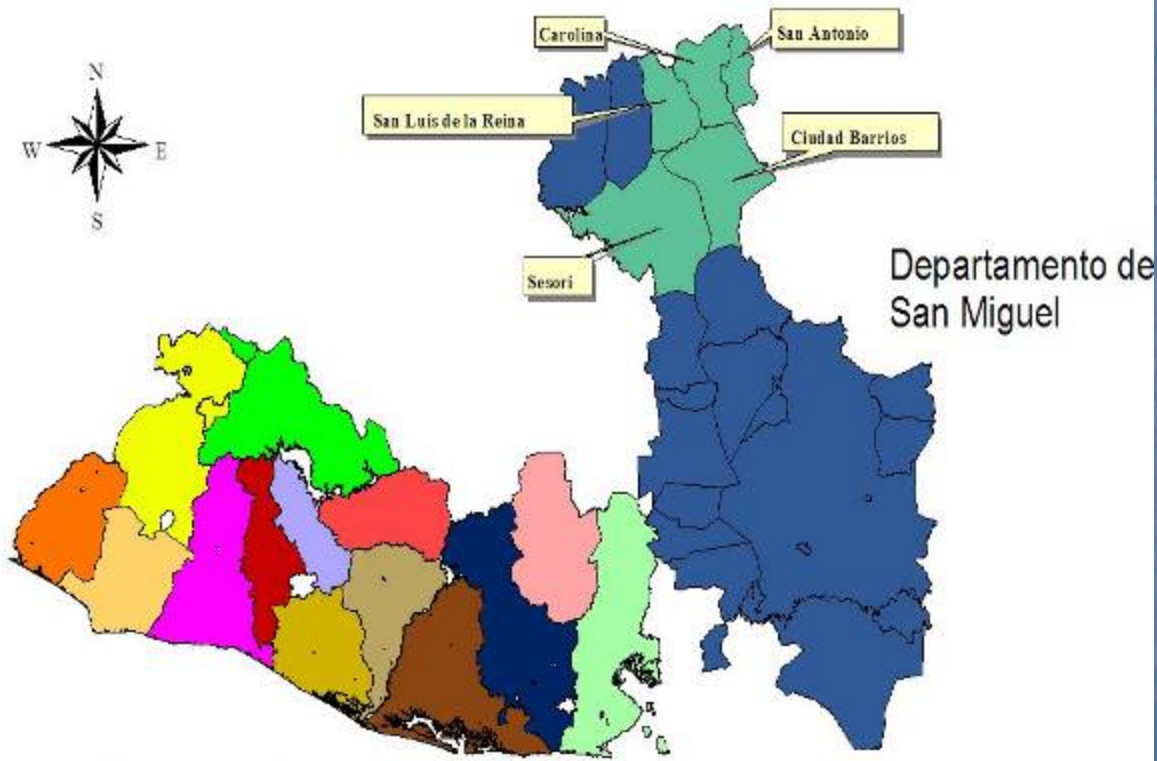 Carolina
San Antonio
N
San Luis de la Reina
Ciudad Barrios
W
E
S
Departamento de
San Miguel
Sesori